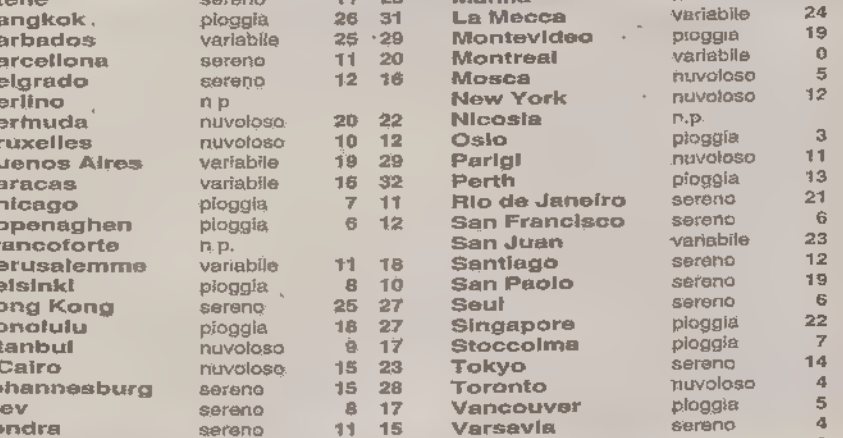 angkok. pioggia 26 31
arbados variabile 25 29
arcellona sereno 11 20
elgrado sereno 12 16
erlino n p
ermuda nuvoloso 20 22
ruxelles nuvoloso 10 12
uenos Aires variabile 19 29
aracas variabile 16 32
hicago pioggia 7 11
openaghen pioggia 6 12
rancoforte n.p.
erusalemme variabile 11 18
elsinki pioggia 8 10
ong Kong sereno 25 27
onolulu pioggia 18 27
tanbul nuvoloso 17
Cairo nuvoloso 15 23
ohannesburg sereno 15 28
ev sereno 8 17
ondra sereno 11 15
La Mecca variabile 24
Montevideo pioggia 19
Montreal variabile 0
Mosca nuvoloso 5
New York nuvoloso 12
Nicosia n.p.
Oslo pioggia 3
Parigi nuvoloso 11
Perth pioggia 13
Rio de Janeiro sereno 21
San Francisco sereno 6
San Juan variabile 23
Santiago sereno 12
San Paolo sereno 19
Seul sereno 6
Singapore pioggia 22
Stoccolma pioggia 7
Tokyo sereno 14
Toronto nuvoloso 4
Vancouver pioggia 5
Varsavia sereno 4